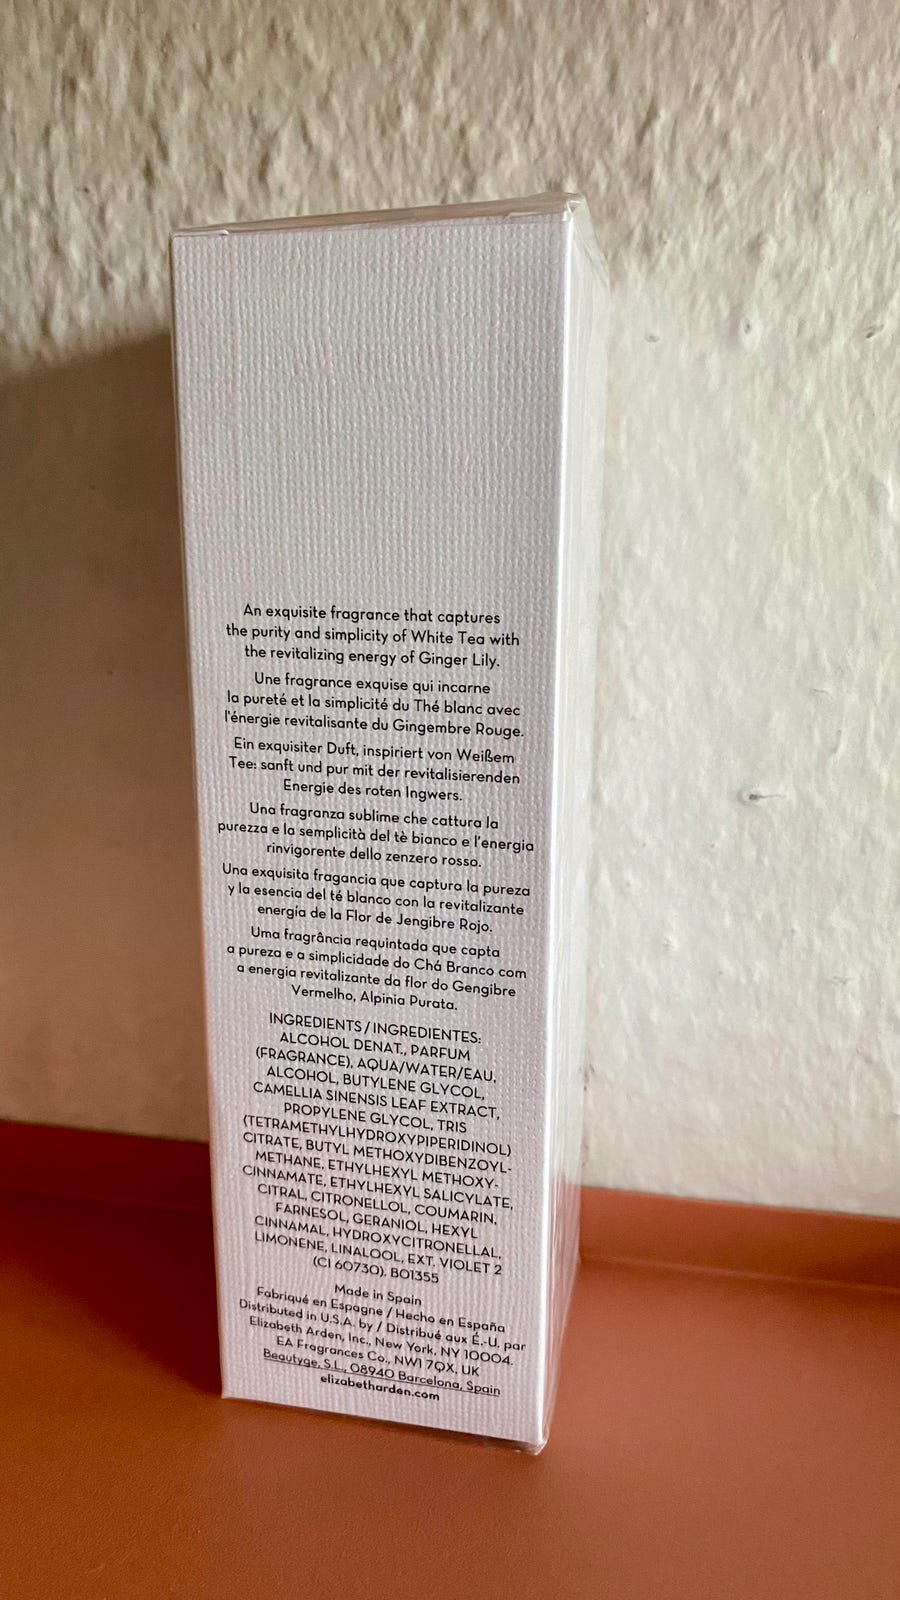 An exquisite fragrance that captures
the purity and simplicity of White Tea with
the revitalizing energy of Ginger Lily.
Une fragrance exquise qui incarne
la pureté et la simplicité du Thé blanc avec
l'énergie revitalisante du Gingembre Rouge.
Ein exquisiter Duft, inspiriert von Weißem
Tee: sanft und pur mit der revitalisierenden
Energie des roten Ingwers.
Una fragranza sublime che cattura la
purezza e la semplicità del tè bianco e l'energia
rinvigorente dello zenzero rosso.
Una exquisita fragancia que captura la pureza
y la esencia del té blanco con la revitalizante
energía de la Flor de Jengibre Rojo.
Uma fragrância requintada que capta
a pureza e a simplicidade do Chá Branco com
a energia revitalizante da flor do Gengibre
Vermelho, Alpinia Purata.
INGREDIENTS / INGREDIENTES:
ALCOHOL DENAT., PARFUM
(FRAGRANCE), AQUA/WATER/EAU,
ALCOHOL, BUTYLENE GLYCOL,
CAMELLIA SINENSIS LEAF EXTRACT,
PROPYLENE GLYCOL, TRIS
(TETRAMETHYLHYDROXYPIPERIDINOL)
CITRATE, BUTYL METHOXYDIBENZOYL-
METHANE, ETHYLHEXYL METHOXY-
CINNAMATE, ETHYLHEXYL SALICYLATE,
CITRAL, CITRONELLOL, COUMARIN,
FARNESOL, GERANIOL, HEXYL
CINNAMAL, HYDROXYCITRONELLAL,
LIMONENE, LINALOOL, EXT. VIOLET 2
(CI 60730). B01355
Made in Spain
Fabriqué en Espagne / Hecho en España
Distributed in U.S.A. by / Distribué aux É.-U. par
Elizabeth Arden, Inc., New York, NY 10004.
EA Fragrances Co., NW1 7QX, UK
Beautyge, S.L., 08940 Barcelona, Spain
elizabetharden.com